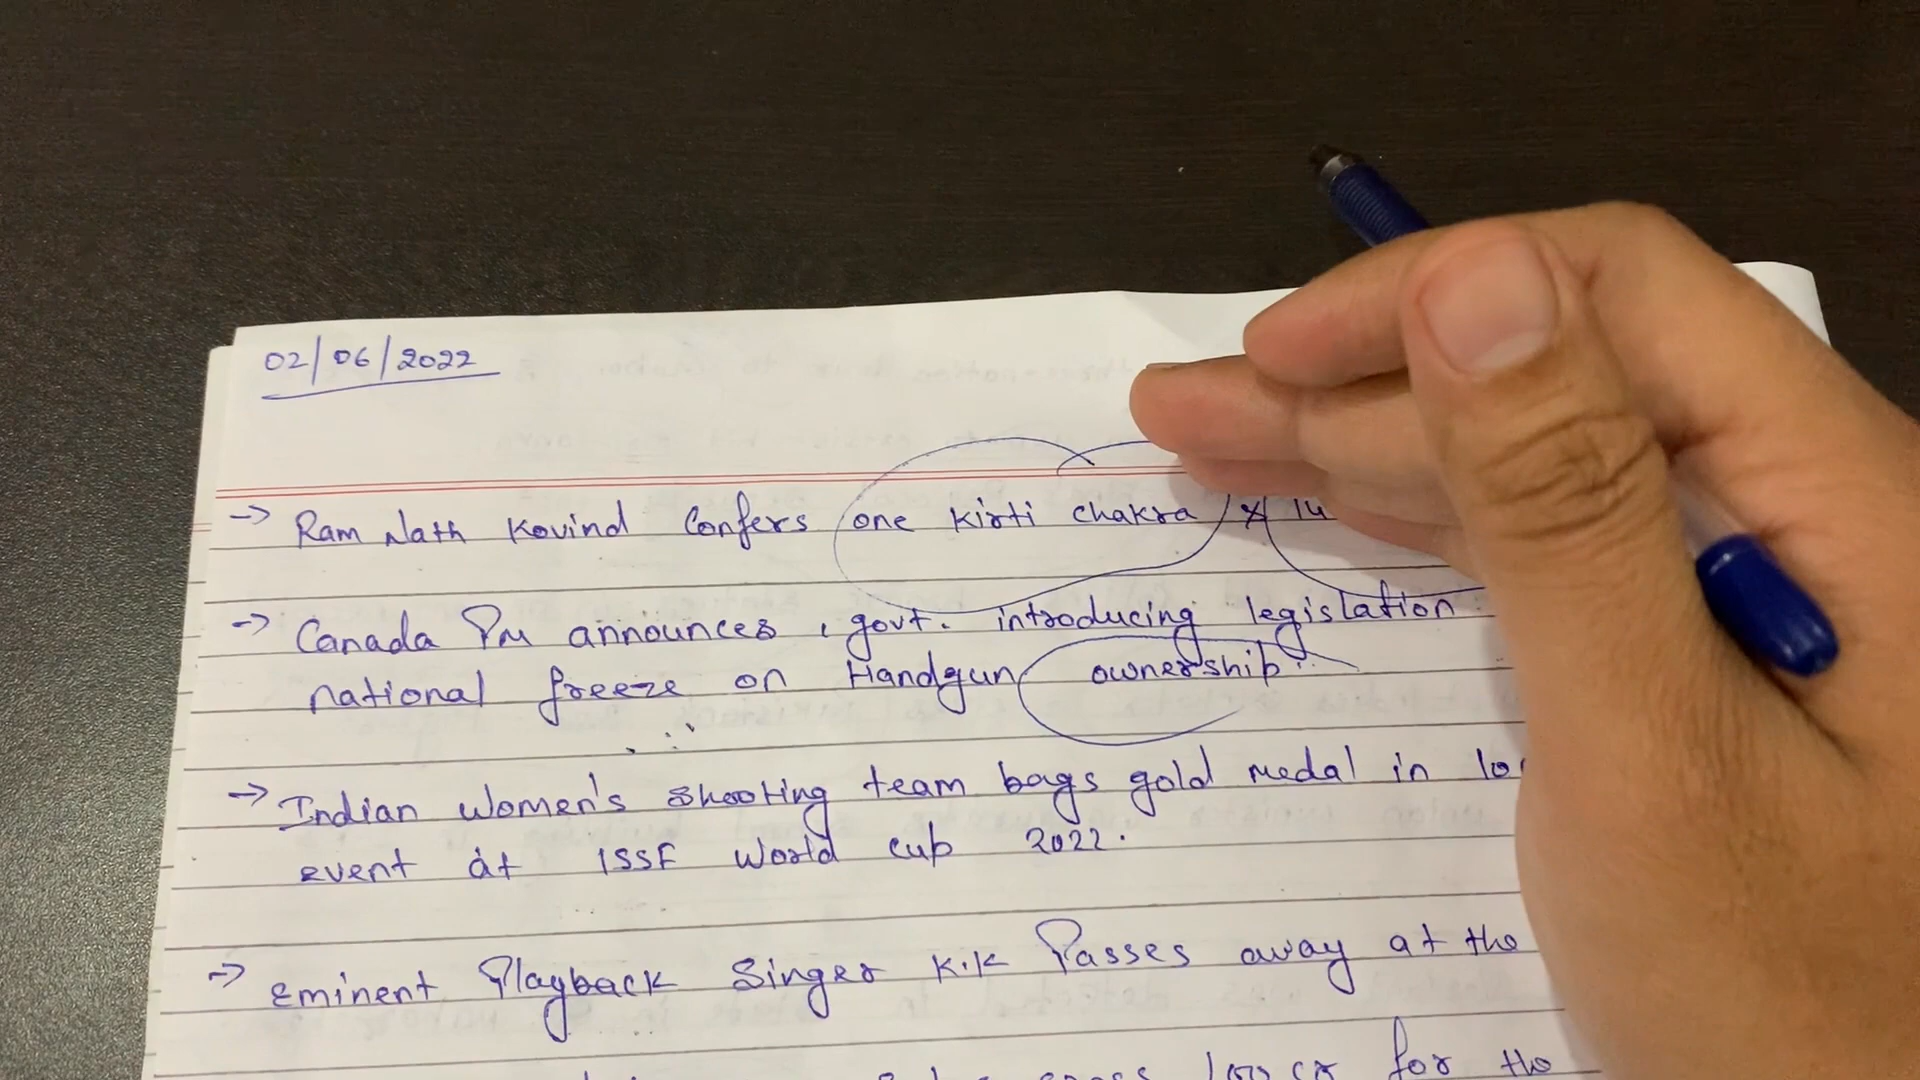 02/06/2022
→ Ram Nath Kovind Confers one Kirti Chakra & 14
→ Canada PM announces, govt. introducing legislation
national freeze on Handgun ownership.
→ Indian Women's shooting team bags gold medal in 10
event at ISSF World cup 2022.
→ Eminent Playback Singer K.K Passes away at the
for the